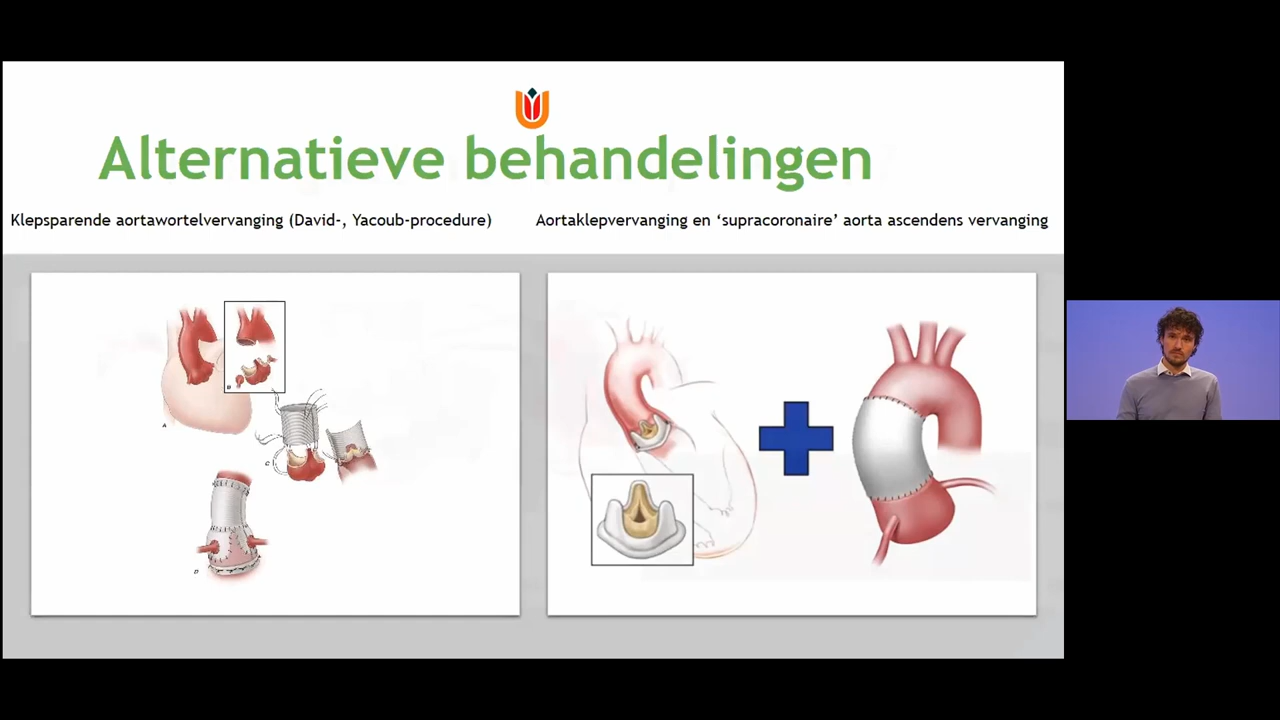 Alternatieve behandelingen
Klepsparende aortawortelvervanging (David-, Yacoub-procedure)
Aortaklepvervanging en ‘supracoronaire’ aorta ascendens vervanging
B
A
C
D